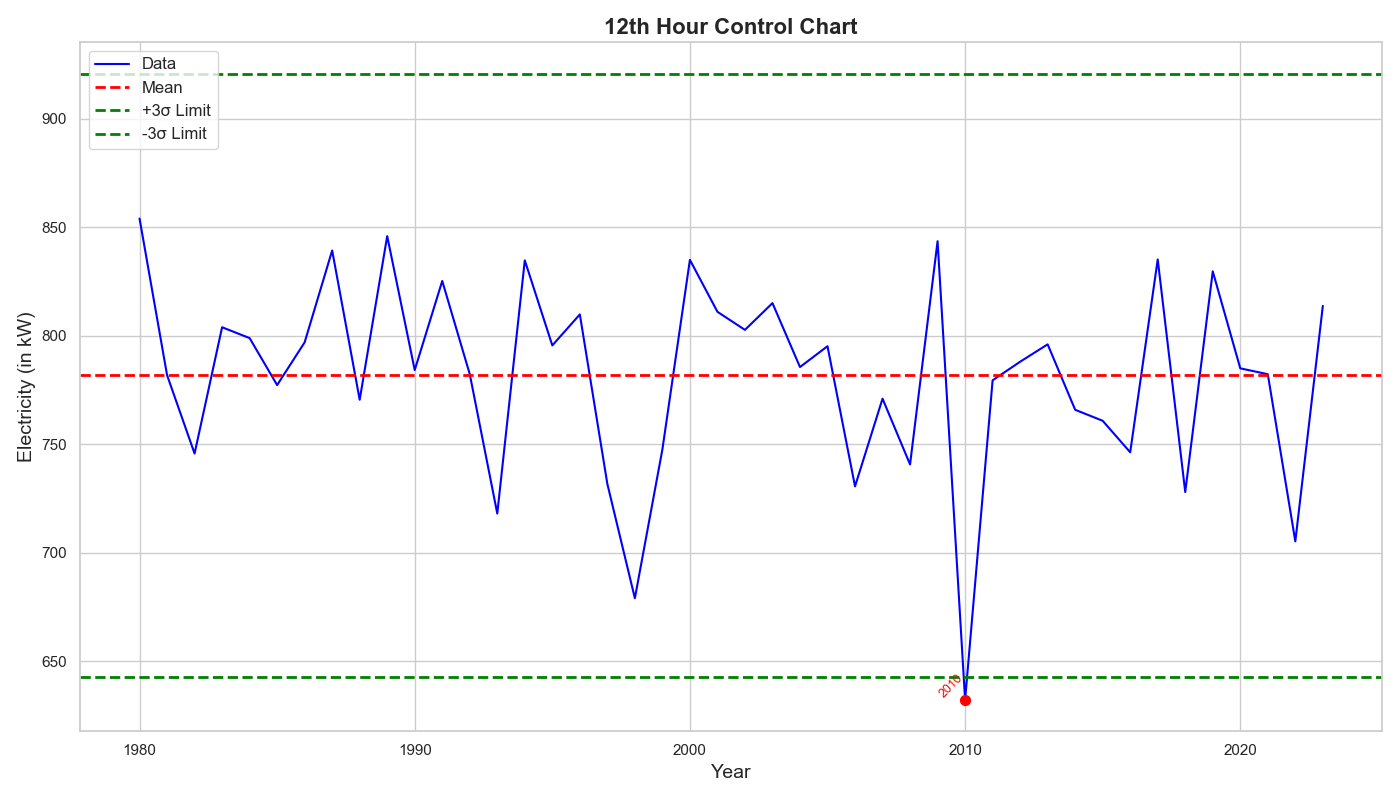 12th Hour Control Chart
Data
Mean
+3σ Limit
-3σ Limit
900
850
800
750
700
650
Electricity (in kW)
2010
1980
1990
2000
2010
2020
Year